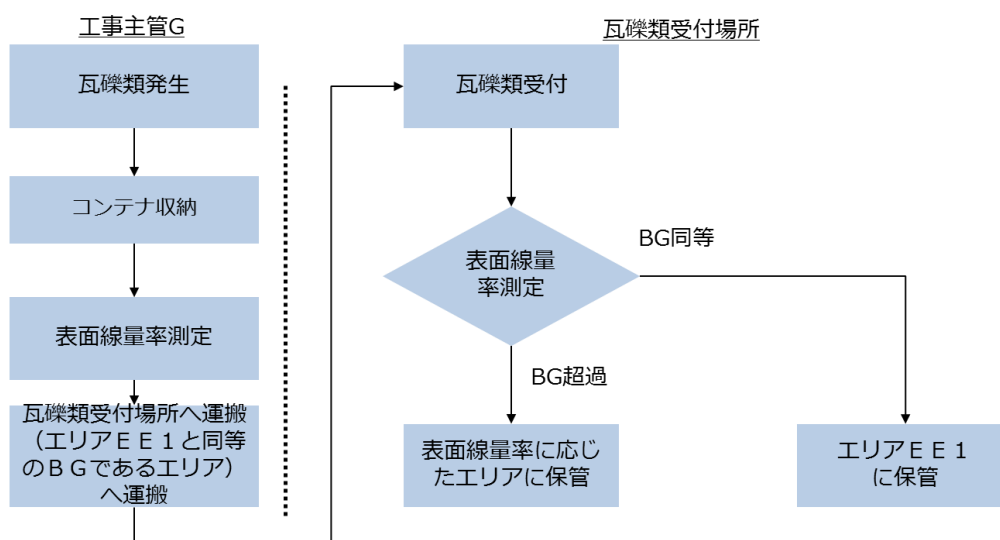 工事主管G
瓦礫類発生
コンテナ収納
表面線量率測定
瓦礫類受付場所へ運搬
（エリアＥＥ１と同等
のＢＧであるエリア）
へ運搬
瓦礫類受付場所
瓦礫類受付
表面線量
率測定
BG同等
BG超過
表面線量率に応じ
たエリアに保管
エリアＥＥ１
に保管